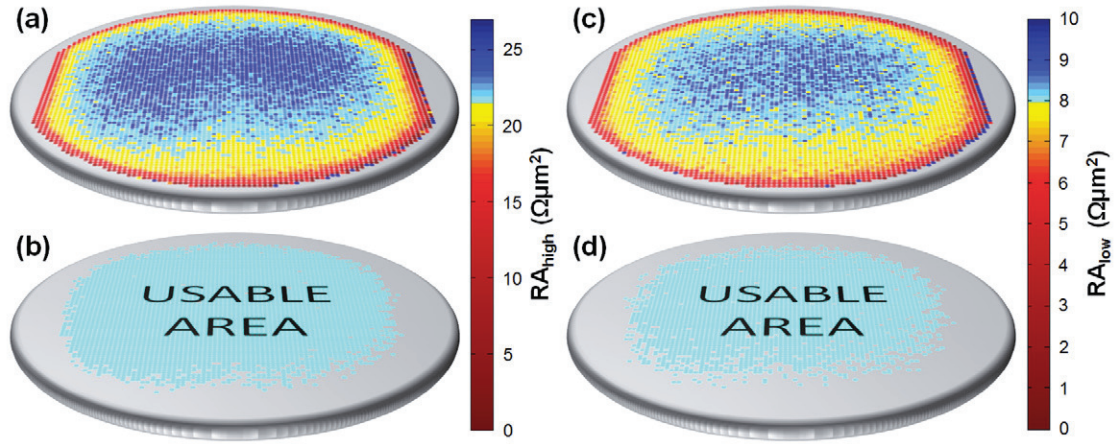 (a)
25
20
15
10
5
0
RAhigh (Ωμm²)
(c)
10
9
8
7
6
5
4
3
2
1
0
RAlow (Ωμm²)
(b)
USABLE
AREA
(d)
USABLE
AREA